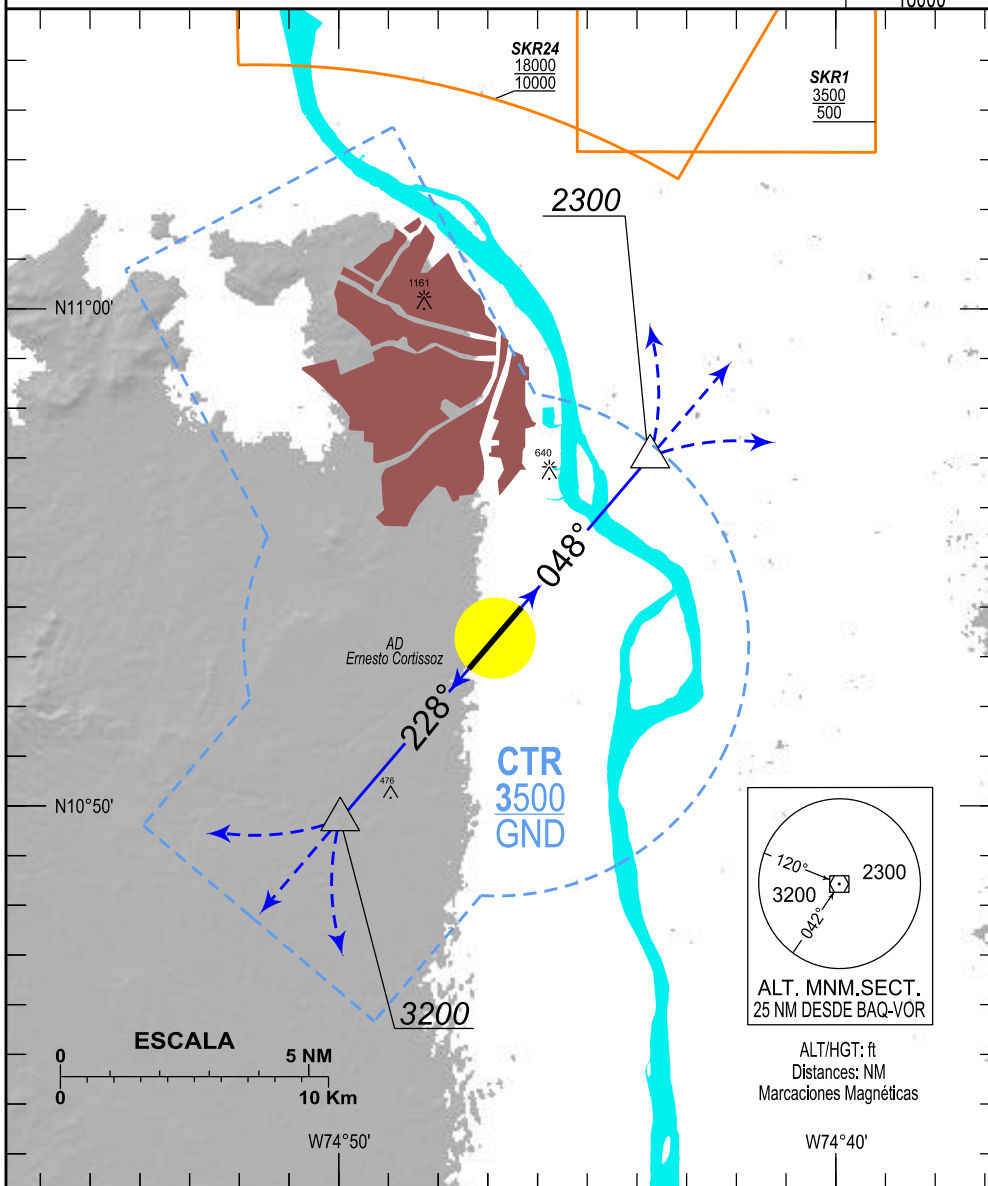 10000
SKR24
18000
10000
SKR1
3500
500
2300
1161
N11°00'
640
048°
AD
Ernesto Cortissoz
228°
476
N10°50'
CTR
3500
GND
120°
2300
3200
042°
ALT. MNM.SECT.
25 NM DESDE BAQ-VOR
3200
ESCALA
0 5 NM
0 10 Km
ALT/HGT: ft
Distances: NM
Marcaciones Magnéticas
W74°50'
W74°40'